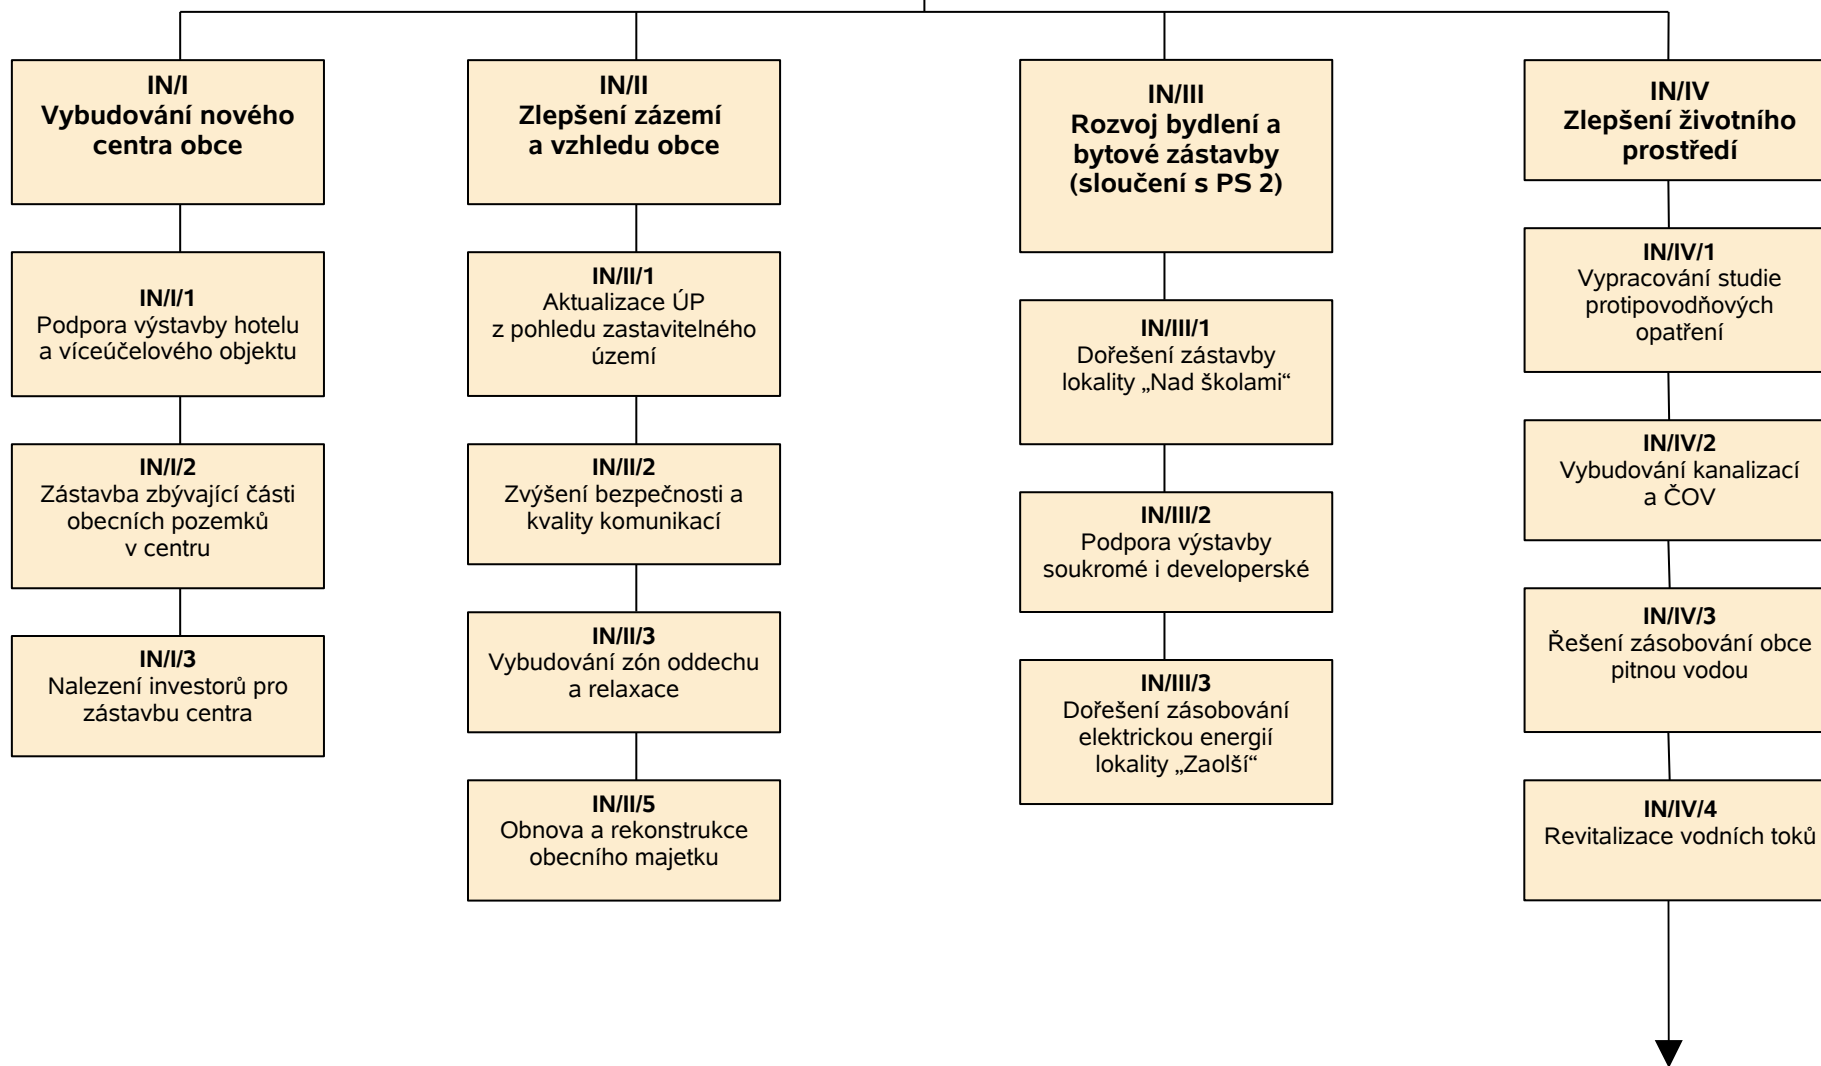 IN/I
Vybudování nového
centra obce
IN/I/1
Podpora výstavby hotelu
a víceúčelového objektu
IN/I/2
Zástavba zbývající části
obecních pozemků
v centru
IN/I/3
Nalezení investorů pro
zástavbu centra
IN/II
Zlepšení zázemí
a vzhledu obce
IN/II/1
Aktualizace ÚP
z pohledu zastavitelného
území
IN/II/2
Zvýšení bezpečnosti a
kvality komunikací
IN/II/3
Vybudování zón oddechu
a relaxace
IN/II/5
Obnova a rekonstrukce
obecního majetku
IN/III
Rozvoj bydlení a
bytové zástavby
(sloučení s PS 2)
IN/III/1
Dořešení zástavby
lokality „Nad školami“
IN/III/2
Podpora výstavby
soukromé i developerské
IN/III/3
Dořešení zásobování
elektrickou energií
lokality „Zaolší“
IN/IV
Zlepšení životního
prostředí
IN/IV/1
Vypracování studie
protipovodňových
opatření
IN/IV/2
Vybudování kanalizací
a ČOV
IN/IV/3
Řešení zásobování obce
pitnou vodou
IN/IV/4
Revitalizace vodních toků